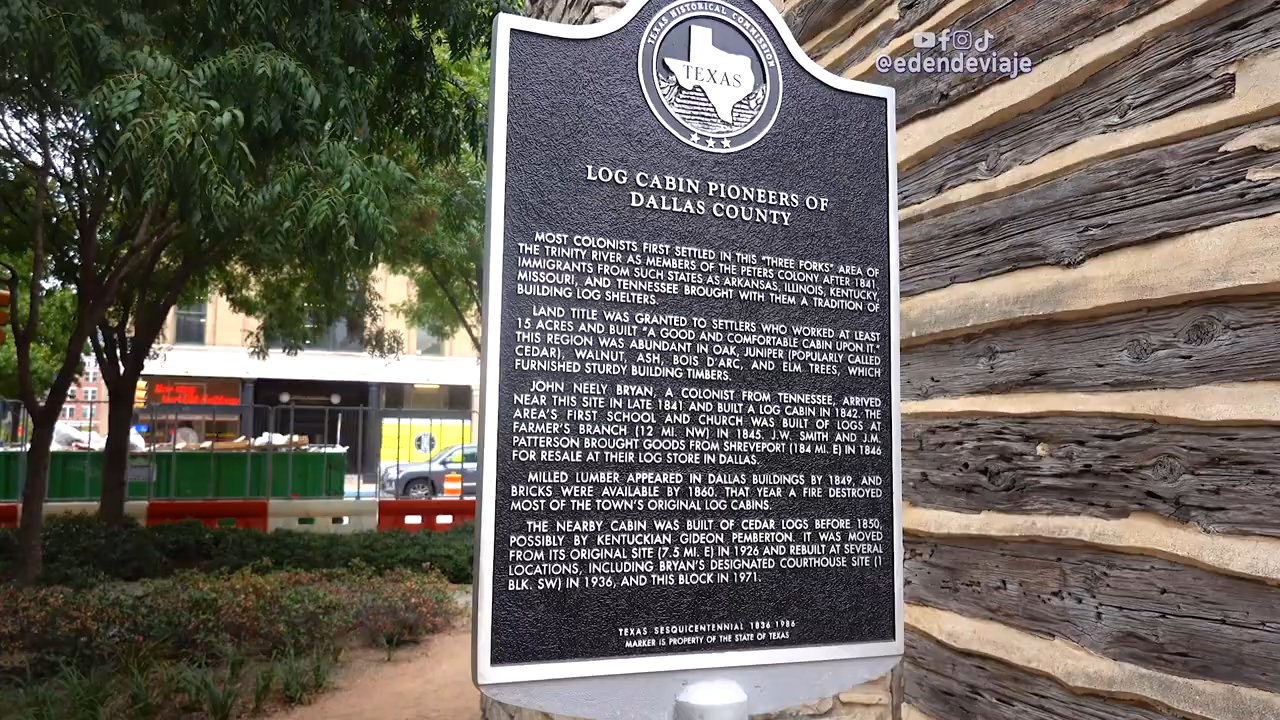 @edendeviaje
TEXAS HISTORICAL COMMISSION
TEXAS
LOG CABIN PIONEERS OF
DALLAS COUNTY
MOST COLONISTS FIRST SETTLED IN THIS "THREE FORKS" AREA OF
THE TRINITY RIVER AS MEMBERS OF THE PETERS COLONY AFTER 1841.
IMMIGRANTS FROM SUCH STATES AS ARKANSAS, ILLINOIS, KENTUCKY,
MISSOURI, AND TENNESSEE BROUGHT WITH THEM A TRADITION OF
BUILDING LOG SHELTERS.
LAND TITLE WAS GRANTED TO SETTLERS WHO WORKED AT LEAST
15 ACRES AND BUILT "A GOOD AND COMFORTABLE CABIN UPON IT."
THIS REGION WAS ABUNDANT IN OAK, JUNIPER (POPULARLY CALLED
CEDAR), WALNUT, ASH, BOIS D'ARC, AND ELM TREES, WHICH
FURNISHED STURDY BUILDING TIMBERS.
JOHN NEELY BRYAN, A COLONIST FROM TENNESSEE, ARRIVED
NEAR THIS SITE IN LATE 1841 AND BUILT A LOG CABIN IN 1842. THE
AREA'S FIRST SCHOOL AND CHURCH WAS BUILT OF LOGS AT
FARMER'S BRANCH (12 MI. NW) IN 1845. J.W. SMITH AND J.M.
PATTERSON BROUGHT GOODS FROM SHREVEPORT (184 MI. E) IN 1846
FOR RESALE AT THEIR LOG STORE IN DALLAS.
MILLED LUMBER APPEARED IN DALLAS BUILDINGS BY 1849, AND
BRICKS WERE AVAILABLE BY 1860. THAT YEAR A FIRE DESTROYED
MOST OF THE TOWN'S ORIGINAL LOG CABINS.
THE NEARBY CABIN WAS BUILT OF CEDAR LOGS BEFORE 1850,
POSSIBLY BY KENTUCKIAN GIDEON PEMBERTON. IT WAS MOVED
FROM ITS ORIGINAL SITE (7.5 MI. E) IN 1926 AND REBUILT AT SEVERAL
LOCATIONS, INCLUDING BRYAN'S DESIGNATED COURTHOUSE SITE (1
BLK. SW) IN 1936, AND THIS BLOCK IN 1971.
TEXAS SESQUICENTENNIAL 1836 1986
MARKER IS PROPERTY OF THE STATE OF TEXAS